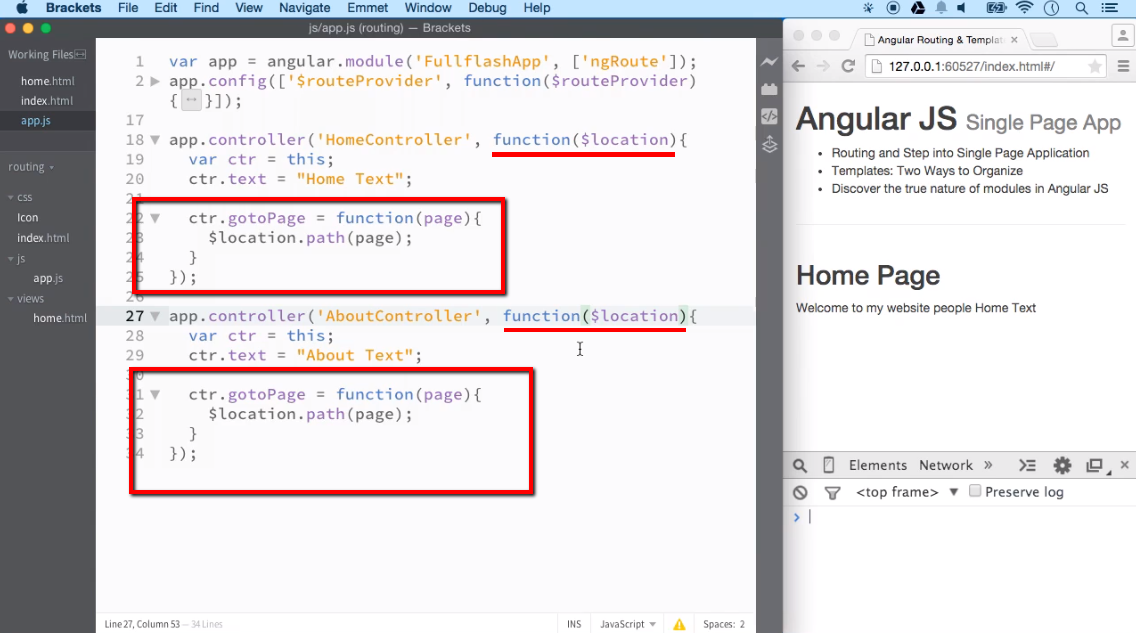 Brackets File Edit Find View Navigate Emmet Window Debug Help
js/app.js (routing) — Brackets
Working Files
home.html
index.html
app.js
routing
css
Icon
index.html
js
app.js
views
home.html
1 var app = angular.module('FullflashApp', ['ngRoute']);
2 app.config(['$routeProvider', function($routeProvider)
{ ↔ }]);
17
18 app.controller('HomeController', function($location){
19 var ctr = this;
20 ctr.text = "Home Text";
21
22 ctr.gotoPage = function(page){
23 $location.path(page);
24 }
25 });
26
27 app.controller('AboutController', function($location){
28 var ctr = this;
29 ctr.text = "About Text";
30
31 ctr.gotoPage = function(page){
32 $location.path(page);
33 }
34 });
Line 27, Column 53 — 34 Lines
INS JavaScript Spaces: 2
Angular Routing & Templat
127.0.0.1:60527/index.html#/
Angular JS Single Page App
• Routing and Step into Single Page Application
• Templates: Two Ways to Organize
• Discover the true nature of modules in Angular JS
Home Page
Welcome to my website people Home Text
Elements Network »
<top frame> ▼ Preserve log
>